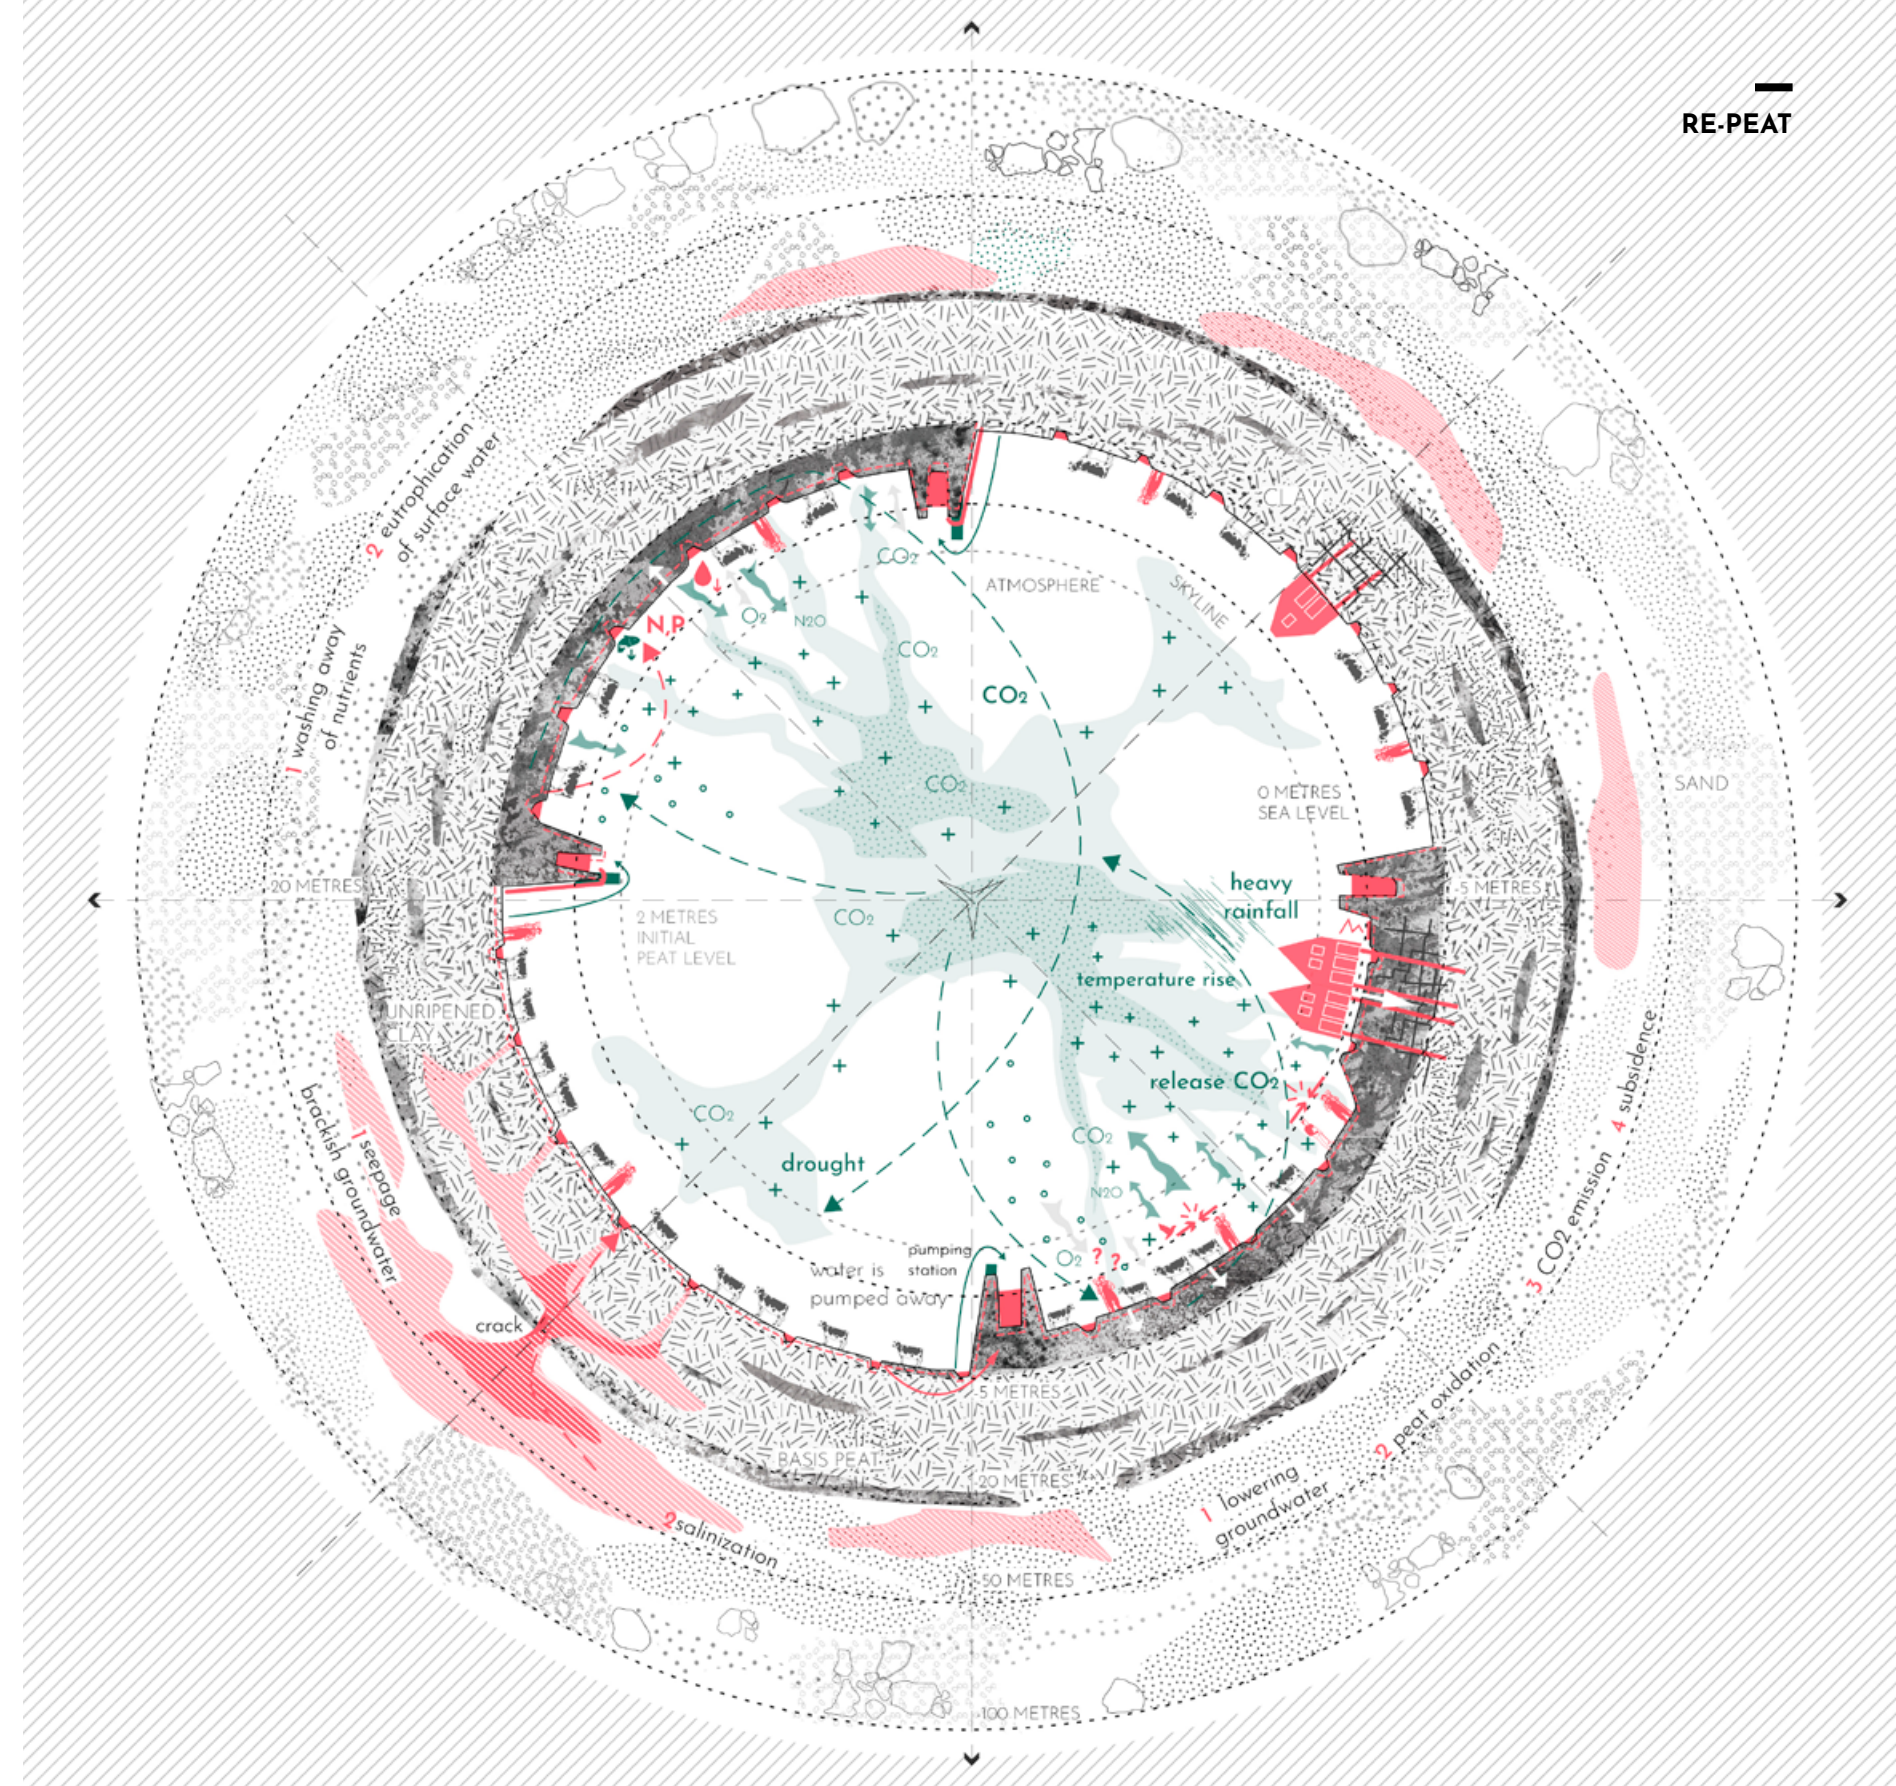 RE-PEAT
2 eutrophication
of surface water
1 washing away
of nutrients
CLAY
CO2
ATMOSPHERE
SKYLINE
O2
N2O
N,P
CO2
CO2
CO2
0 METRES
SEA LEVEL
SAND
20 METRES
-5 METRES
heavy
rainfall
2 METRES
INITIAL
PEAT LEVEL
CO2
temperature rise
UNRIPENED
CLAY
release CO2
4 subsidence
CO2
CO2
drought
N2O
1 seepage
brackish groundwater
3 CO2 emission
pumping
station
water is
pumped away
O2
? ?
crack
5 METRES
2 peat oxidation
BASIS PEAT
20 METRES
1 lowering
groundwater
2 salinization
50 METRES
100 METRES